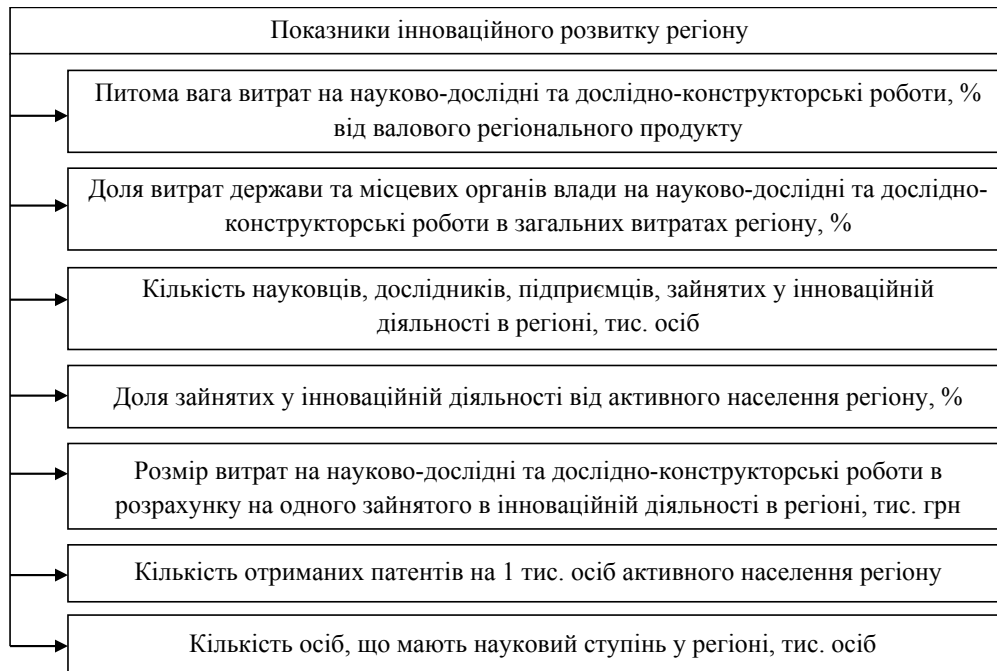 Показники інноваційного розвитку регіону
Питома вага витрат на науково-дослідні та дослідно-конструкторські роботи, %
від валового регіонального продукту
Доля витрат держави та місцевих органів влади на науково-дослідні та дослідно-
конструкторські роботи в загальних витратах регіону, %
Кількість науковців, дослідників, підприємців, зайнятих у інноваційній
діяльності в регіоні, тис. осіб
Доля зайнятих у інноваційній діяльності від активного населення регіону, %
Розмір витрат на науково-дослідні та дослідно-конструкторські роботи в
розрахунку на одного зайнятого в інноваційній діяльності в регіоні, тис. грн
Кількість отриманих патентів на 1 тис. осіб активного населення регіону
Кількість осіб, що мають науковий ступінь у регіоні, тис. осіб